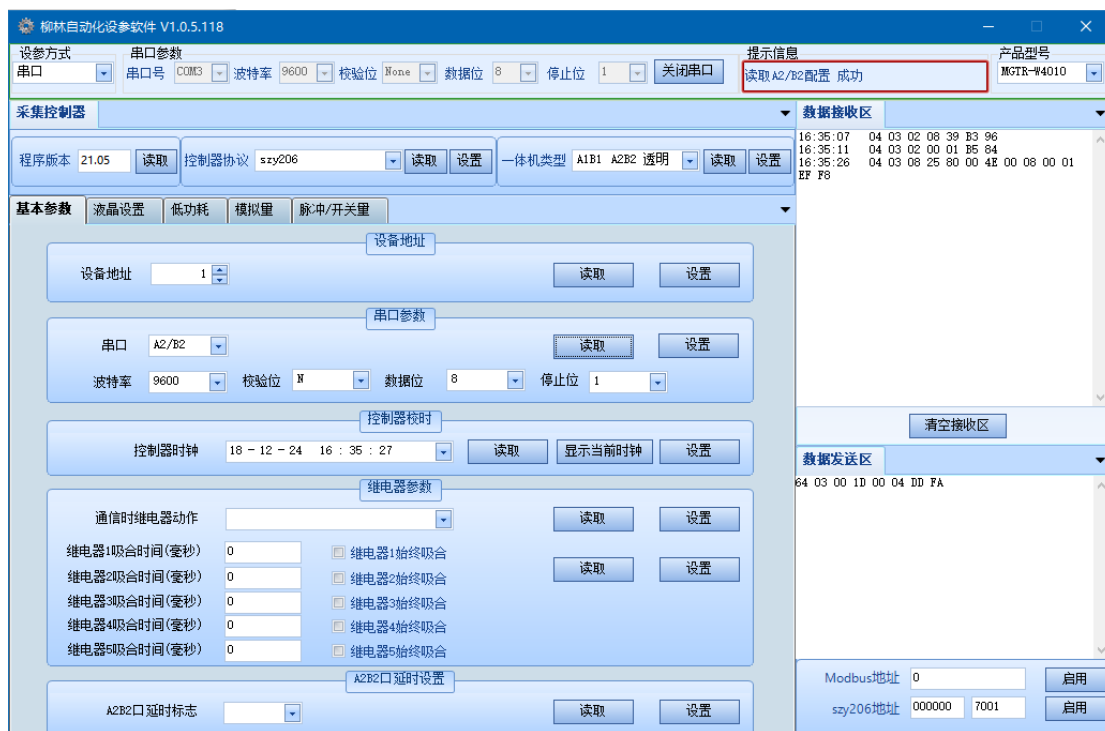 柳林自动化设参软件 V1.0.5.118
设参方式 串口参数 提示信息 产品型号
串口 串口号 COM3 波特率 9600 校验位 None 数据位 8 停止位 1 关闭串口 读取A2/B2配置 成功 MGTR-W4010
采集控制器
程序版本 21.05 读取 控制器协议 szy206 读取 设置 一体机类型 A1B1 A2B2 透明 读取 设置
基本参数 液晶设置 低功耗 模拟量 脉冲/开关量
设备地址
设备地址 1 读取 设置
串口参数
串口 A2/B2 读取 设置
波特率 9600 校验位 N 数据位 8 停止位 1
控制器校时
控制器时钟 18-12-24 16:35:27 读取 显示当前时钟 设置
继电器参数
通信时继电器动作 读取 设置
继电器1吸合时间(毫秒) 0 继电器1始终吸合
继电器2吸合时间(毫秒) 0 继电器2始终吸合 读取 设置
继电器3吸合时间(毫秒) 0 继电器3始终吸合
继电器4吸合时间(毫秒) 0 继电器4始终吸合
继电器5吸合时间(毫秒) 0 继电器5始终吸合
A2B2口延时设置
A2B2口延时标志 读取 设置
数据接收区
16:35:07 04 03 02 08 39 B3 96
16:35:11 04 03 02 00 01 B5 84
16:35:26 04 03 08 25 80 00 4E 00 08 00 01
EF F8
清空接收区
数据发送区
64 03 00 1D 00 04 DD FA
Modbus地址 0 启用
szy206地址 000000 7001 启用